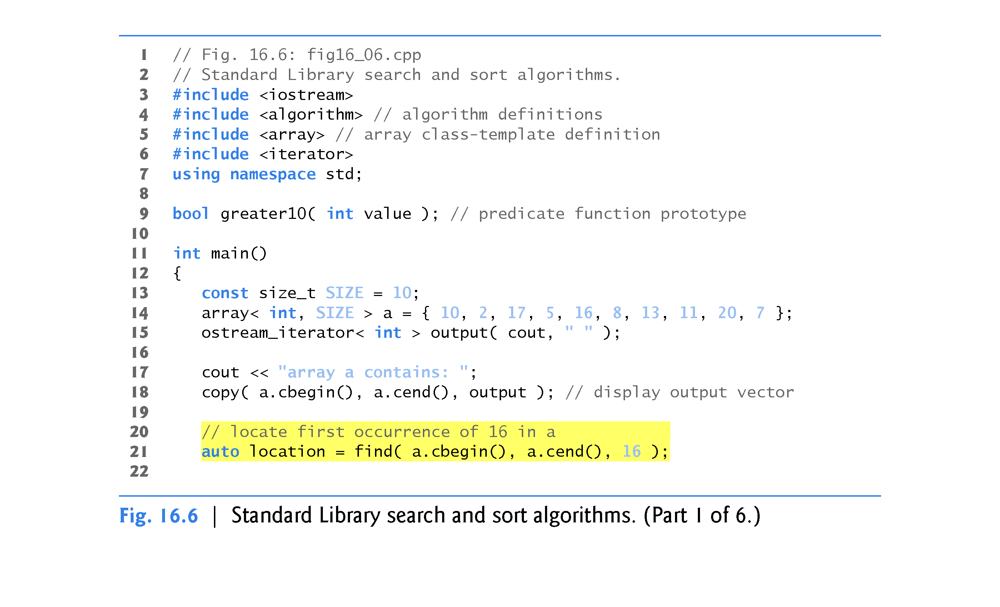 1 // Fig. 16.6: fig16_06.cpp
2 // Standard Library search and sort algorithms.
3 #include <iostream>
4 #include <algorithm> // algorithm definitions
5 #include <array> // array class-template definition
6 #include <iterator>
7 using namespace std;
8
9 bool greater10( int value ); // predicate function prototype
10
11 int main()
12 {
13    const size_t SIZE = 10;
14    array< int, SIZE > a = { 10, 2, 17, 5, 16, 8, 13, 11, 20, 7 };
15    ostream_iterator< int > output( cout, " " );
16
17    cout << "array a contains: ";
18    copy( a.cbegin(), a.cend(), output ); // display output vector
19
20    // locate first occurrence of 16 in a
21    auto location = find( a.cbegin(), a.cend(), 16 );
22
Fig. 16.6 | Standard Library search and sort algorithms. (Part 1 of 6.)